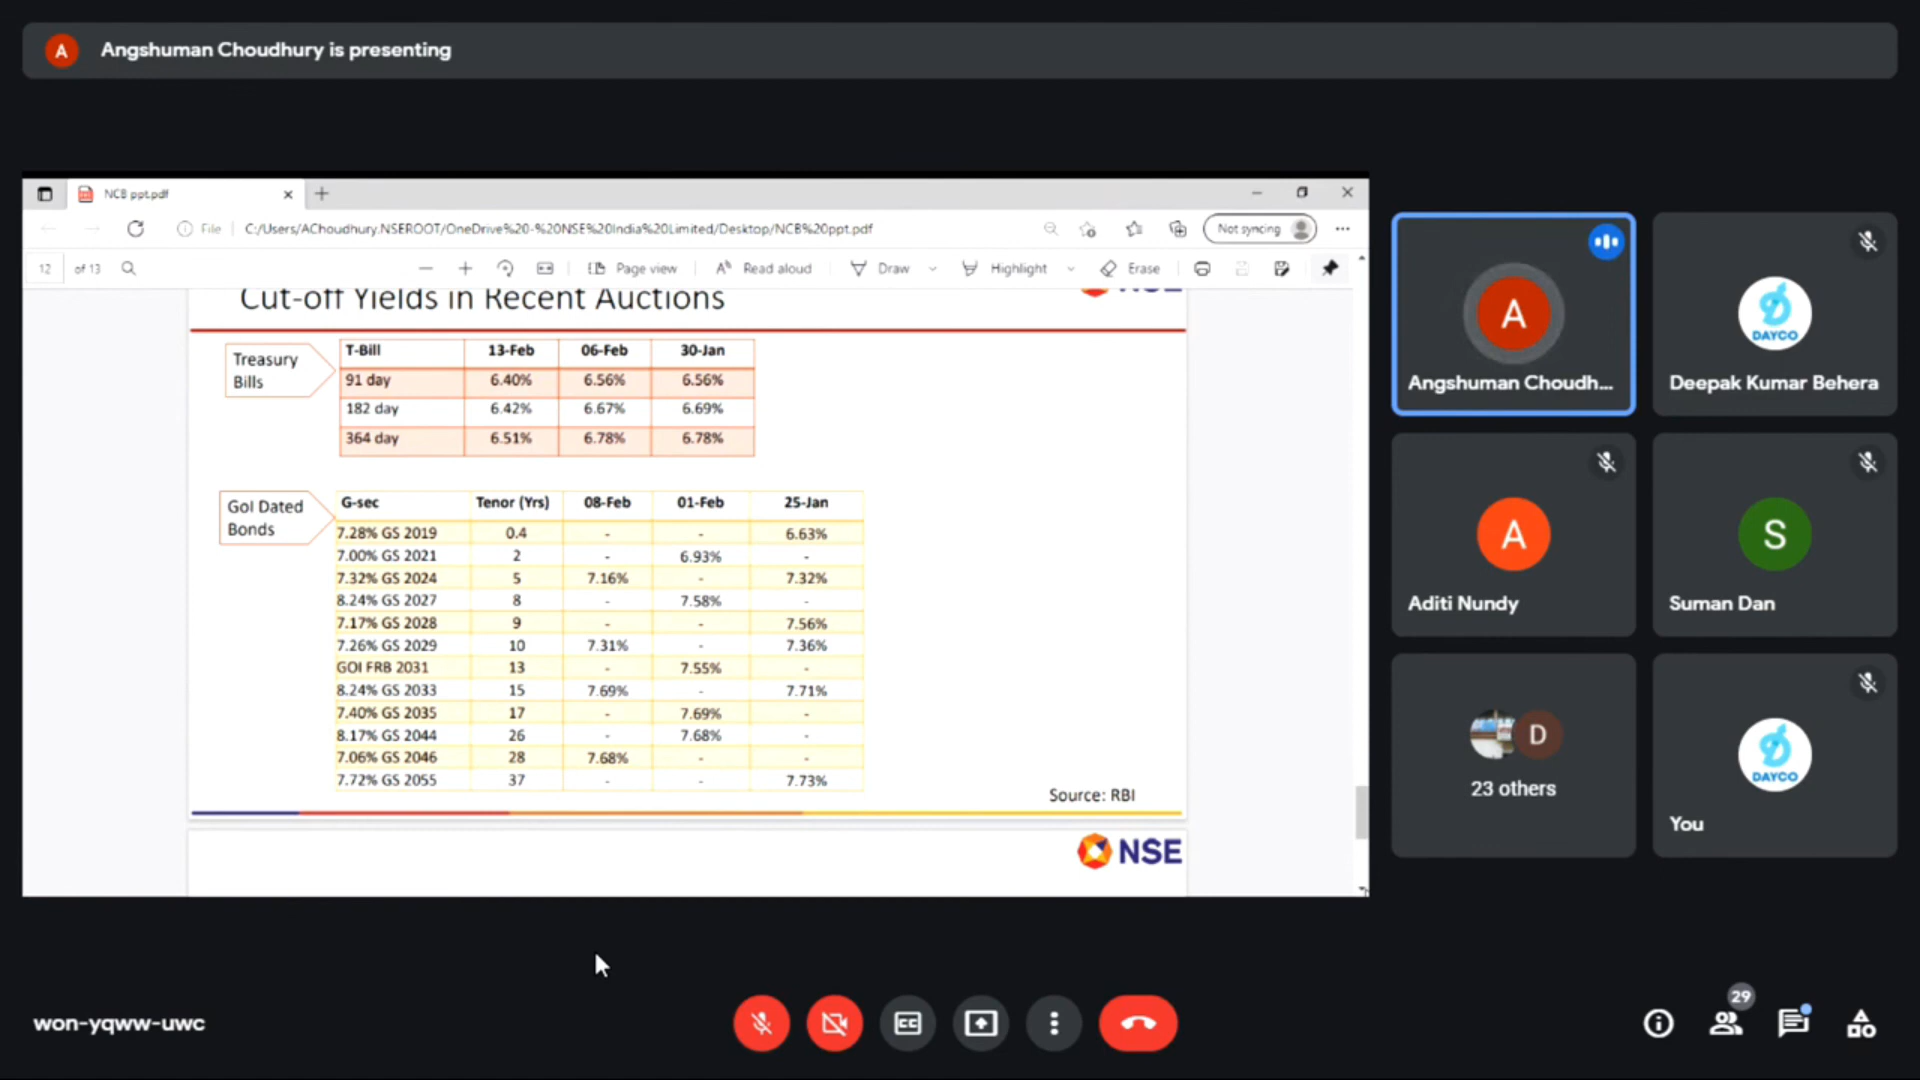 A Angshuman Choudhury is presenting
NCB ppt.pdf
File C:/Users/AChoudhury.NSEROOT/OneDrive%20-%20NSE%20India%20Limited/Desktop/NCB%20ppt.pdf Not syncing
12 of 13 Page view Read aloud Draw Highlight Erase
Cut-off Yields in Recent Auctions
Treasury Bills
T-Bill 13-Feb 06-Feb 30-Jan
91 day 6.40% 6.56% 6.56%
182 day 6.42% 6.67% 6.69%
364 day 6.51% 6.78% 6.78%
GoI Dated Bonds
G-sec Tenor (Yrs) 08-Feb 01-Feb 25-Jan
7.28% GS 2019 0.4 - - 6.63%
7.00% GS 2021 2 - 6.93% -
7.32% GS 2024 5 7.16% - 7.32%
8.24% GS 2027 8 - 7.58% -
7.17% GS 2028 9 - - 7.56%
7.26% GS 2029 10 7.31% - 7.36%
GOI FRB 2031 13 - 7.55% -
8.24% GS 2033 15 7.69% - 7.71%
7.40% GS 2035 17 - 7.69% -
8.17% GS 2044 26 - 7.68% -
7.06% GS 2046 28 7.68% - -
7.72% GS 2055 37 - - 7.73%
Source: RBI
NSE
A
Angshuman Choudh...
DAYCO
Deepak Kumar Behera
A
Aditi Nundy
S
Suman Dan
D
23 others
DAYCO
You
won-yqww-uwc
CC
29